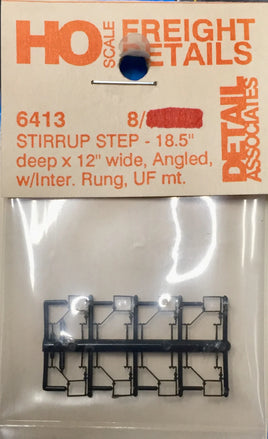 HO SCALE FREIGHT DETAILS
6413 8/
STIRRUP STEP - 18.5"
deep x 12" wide, Angled,
w/Inter. Rung, UF mt.
DETAIL
ASSOCIATES